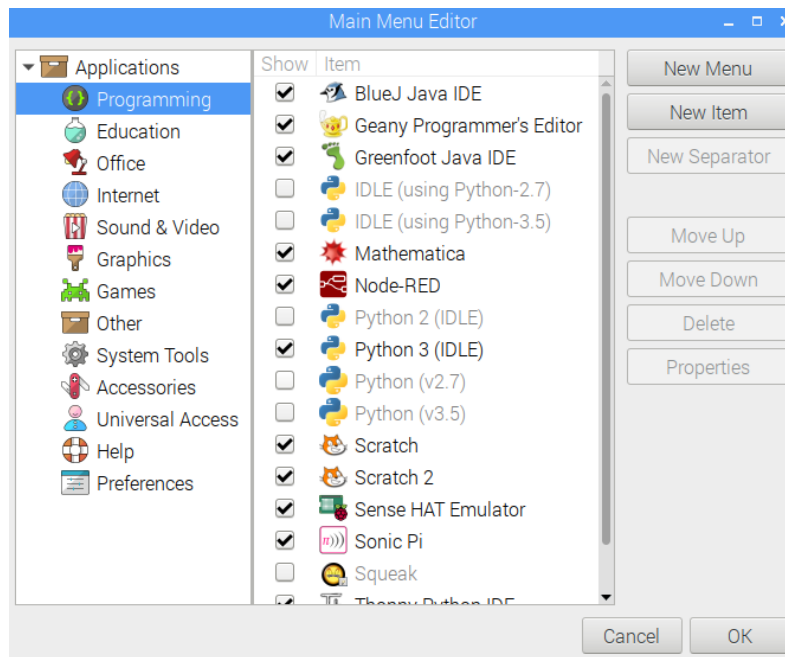 Main Menu Editor
Applications
Programming
Education
Office
Internet
Sound & Video
Graphics
Games
Other
System Tools
Accessories
Universal Access
Help
Preferences
Show Item
BlueJ Java IDE
Geany Programmer's Editor
Greenfoot Java IDE
IDLE (using Python-2.7)
IDLE (using Python-3.5)
Mathematica
Node-RED
Python 2 (IDLE)
Python 3 (IDLE)
Python (v2.7)
Python (v3.5)
Scratch
Scratch 2
Sense HAT Emulator
Sonic Pi
Squeak
Thonny Python IDE
New Menu
New Item
New Separator
Move Up
Move Down
Delete
Properties
Cancel
OK